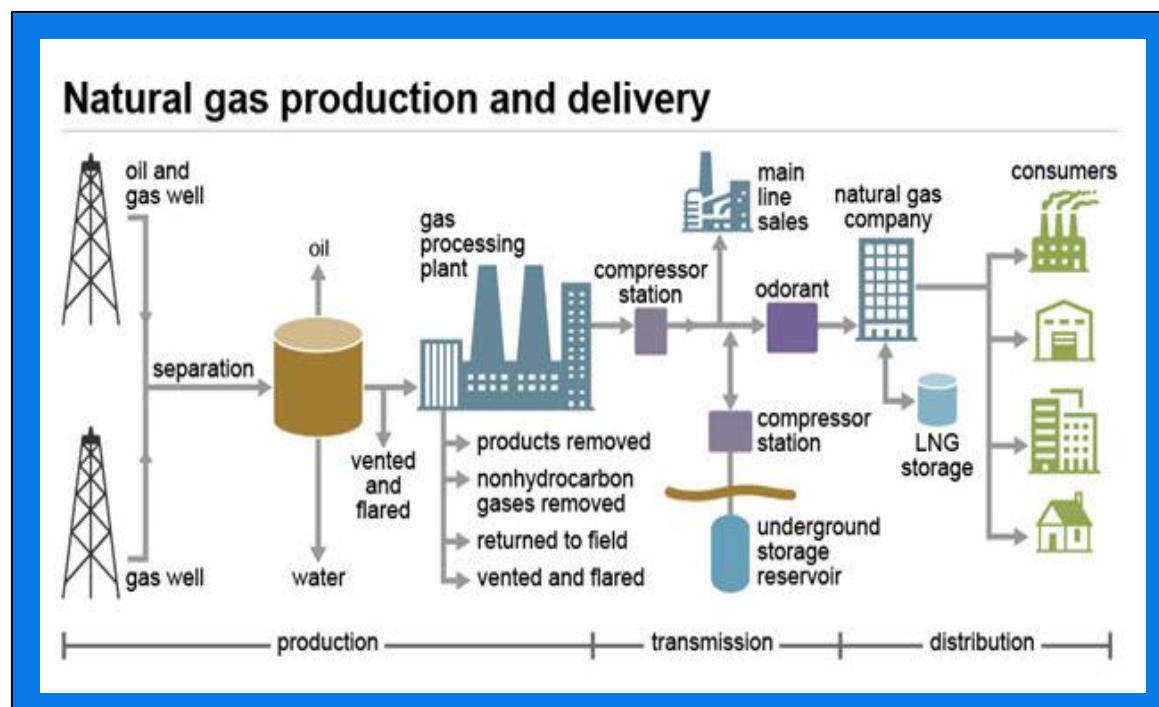 Natural gas production and delivery
oil and
gas well
gas well
separation
oil
water
vented
and
flared
gas
processing
plant
products removed
nonhydrocarbon
gases removed
returned to field
vented and flared
compressor
station
main
line
sales
compressor
station
underground
storage
reservoir
odorant
natural gas
company
LNG
storage
consumers
production
transmission
distribution